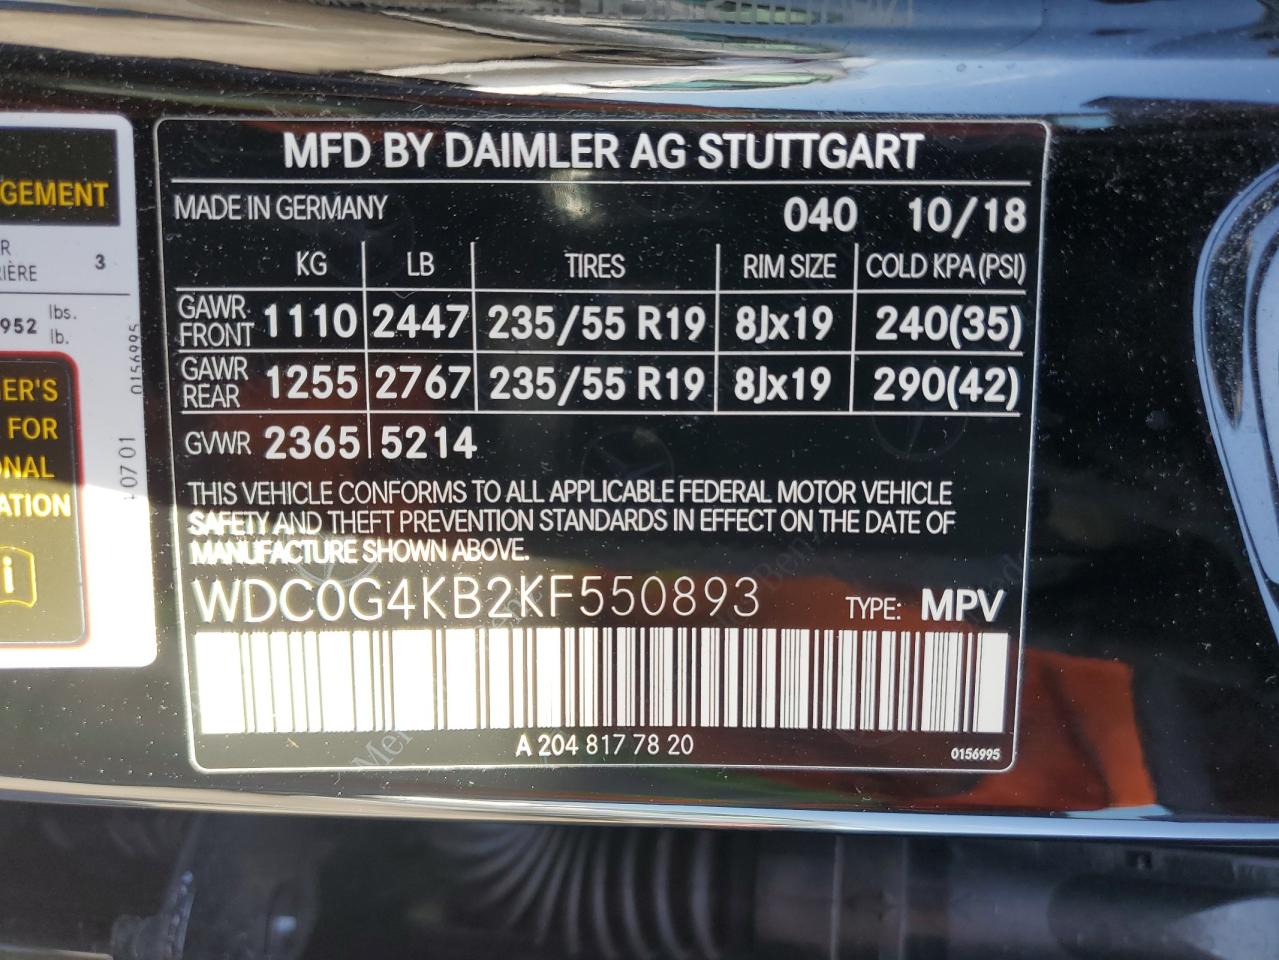 MFD BY DAIMLER AG STUTTGART
MADE IN GERMANY 040 10/18
KG LB TIRES RIM SIZE COLD KPA(PSI)
GAWR FRONT 1110 2447 235/55 R19 8Jx19 240(35)
GAWR REAR 1255 2767 235/55 R19 8Jx19 290(42)
GVWR 2365 5214
THIS VEHICLE CONFORMS TO ALL APPLICABLE FEDERAL MOTOR VEHICLE
SAFETY AND THEFT PREVENTION STANDARDS IN EFFECT ON THE DATE OF
MANUFACTURE SHOWN ABOVE.
WDC0G4KB2KF550893 TYPE: MPV
A 204 817 78 20 0156995
GEMENT
R
IÈRE 3
952 lbs.
lb.
ER'S
FOR
ONAL
ATION
i
07 01 0156995